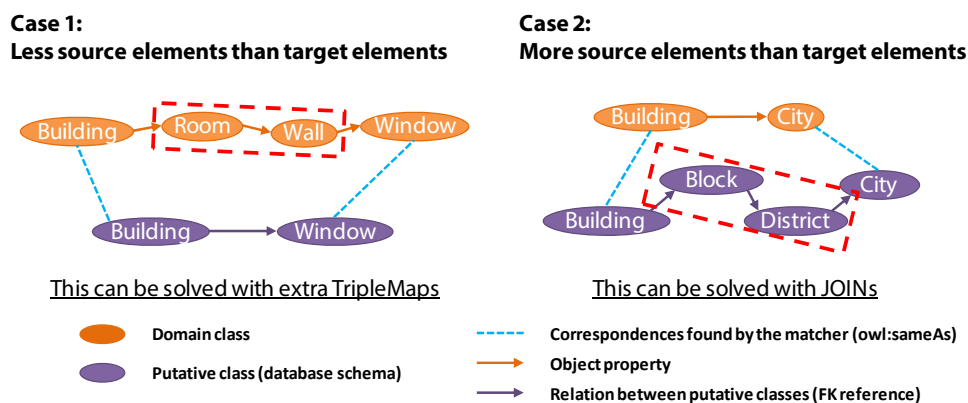 Case 1:
Less source elements than target elements
Building
Room
Wall
Window
Building
Window
This can be solved with extra TripleMaps
Case 2:
More source elements than target elements
Building
City
Block
City
Building
District
This can be solved with JOINs
Domain class
Putative class (database schema)
Correspondences found by the matcher (owl:sameAs)
Object property
Relation between putative classes (FK reference)